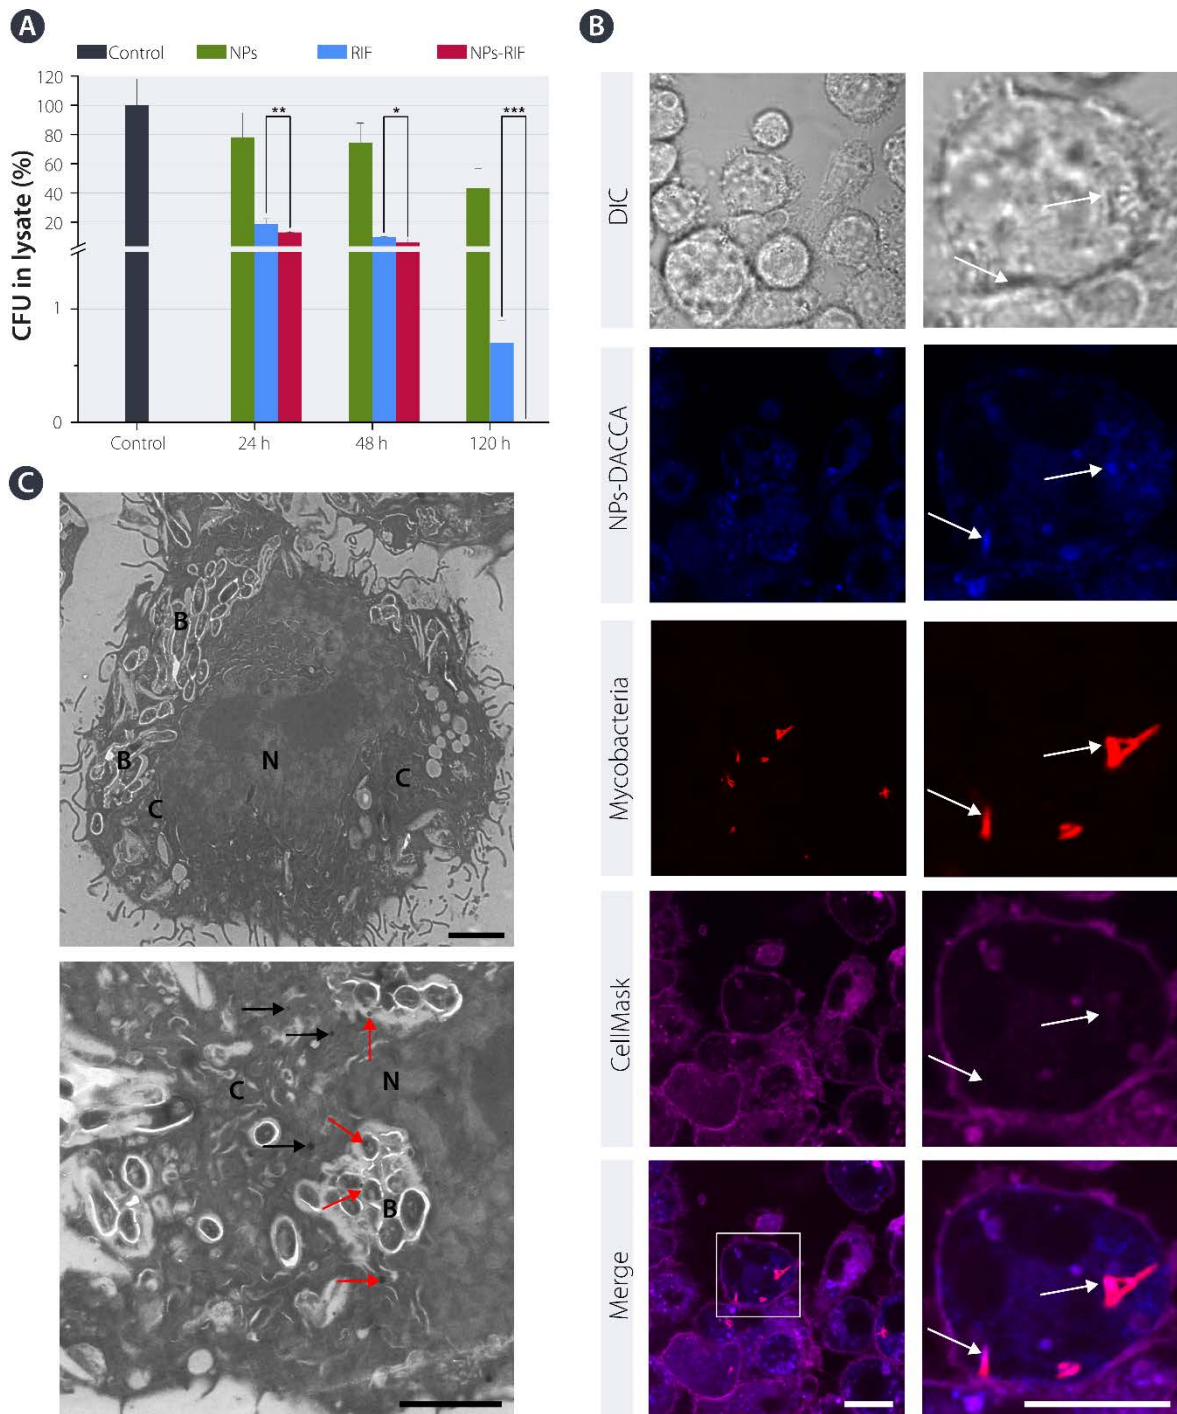 A
Control NPs RIF NPs-RIF
CFU in lysate (%)
120
100
80
60
40
20
1
0
** * ***
Control 24 h 48 h 120 h
B
DIC
NPs-DACCA
Mycobacteria
CellMask
Merge
C
B
B
N
C
C
N
C
B